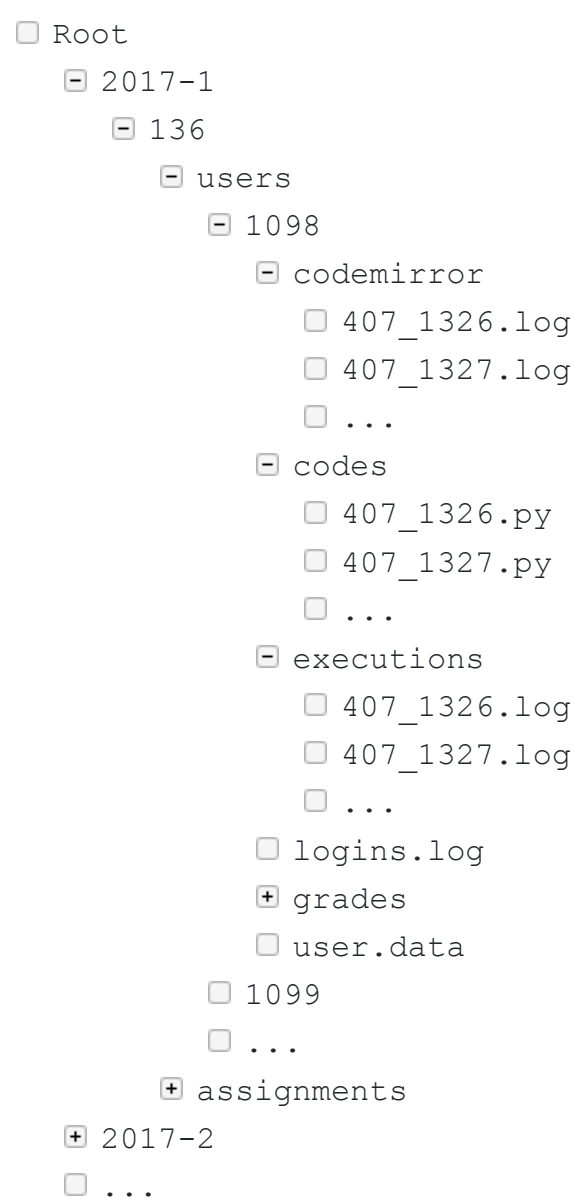 Root
2017-1
136
users
1098
codemirror
407_1326.log
407_1327.log
...
codes
407_1326.py
407_1327.py
...
executions
407_1326.log
407_1327.log
...
logins.log
grades
user.data
1099
...
assignments
2017-2
...